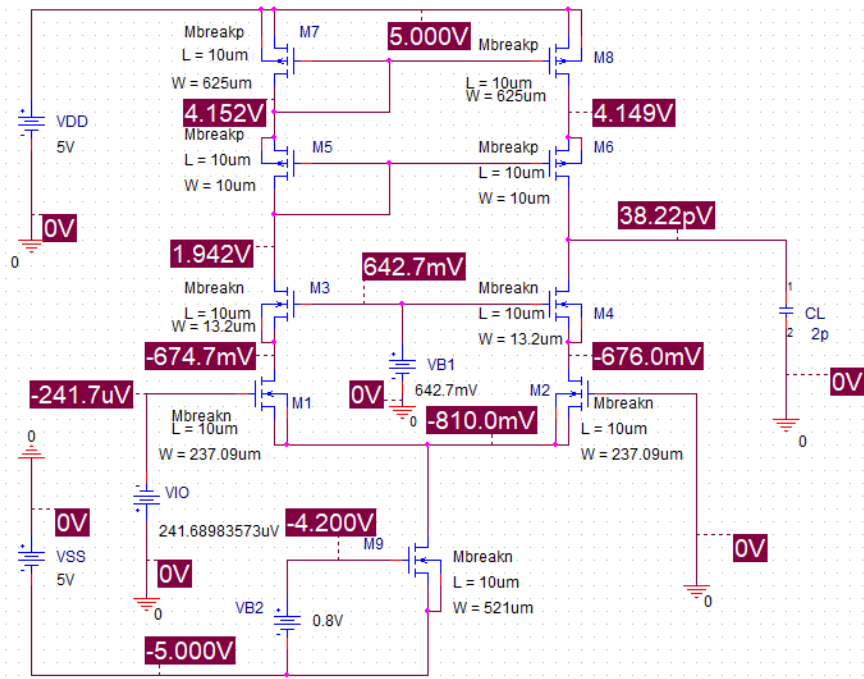 Mbreakp
M7
5.000V
Mbreakp
M8
L = 10um
L = 10um
W = 625um
W = 625um
VDD
5V
4.152V
4.149V
Mbreakp
M5
Mbreakp
M6
L = 10um
L = 10um
W = 10um
W = 10um
0V
0
38.22pV
1.942V
642.7mV
Mbreakn
M3
Mbreakn
L = 10um
L = 10um
M4
W = 13.2um
W = 13.2um
1
CL
2
2p
-674.7mV
-676.0mV
VB1
642.7mV
-241.7uV
0V
0
M1
M2
0V
Mbreakn
L = 10um
W = 237.09um
-810.0mV
Mbreakn
L = 10um
W = 237.09um
0
0
VIO
241.68983573uV
0V
-4.200V
M9
0V
VSS
5V
0V
0
Mbreakn
L = 10um
W = 521um
0
VB2
0.8V
-5.000V